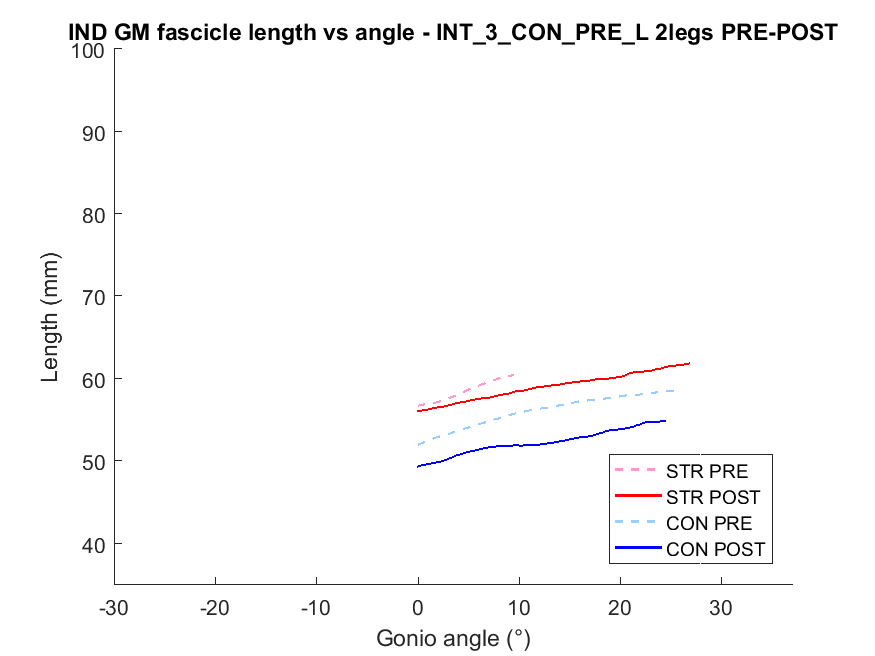 IND GM fascicle length vs angle - INT_3_CON_PRE_L 2legs PRE-POST
100
90
80
70
60
50
40
Length (mm)
-30
-20
-10
0
10
20
30
Gonio angle (°)
STR PRE
STR POST
CON PRE
CON POST